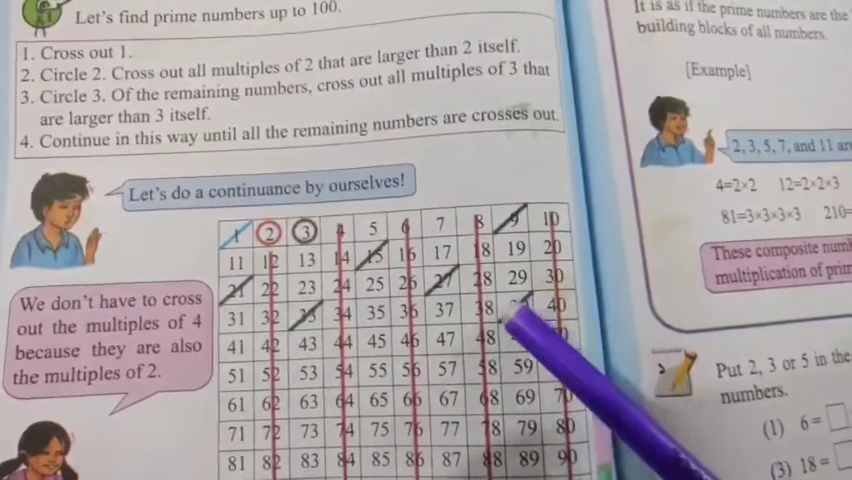 Let's find prime numbers up to 100.
1. Cross out 1.
2. Circle 2. Cross out all multiples of 2 that are larger than 2 itself.
3. Circle 3. Of the remaining numbers, cross out all multiples of 3 that
are larger than 3 itself.
4. Continue in this way until all the remaining numbers are crosses out.
Let's do a continuance by ourselves!
We don't have to cross
out the multiples of 4
because they are also
the multiples of 2.
1 2 3 4 5 6 7 8 9 10
11 12 13 14 15 16 17 18 19 20
21 22 23 24 25 26 27 28 29 30
31 32 33 34 35 36 37 38 40
41 42 43 44 45 46 47 48
51 52 53 54 55 56 57 58 59
61 62 63 64 65 66 67 68 69 70
71 72 73 74 75 76 77 78 79 80
81 82 83 84 85 86 87 88 89 90
It is as if the prime numbers are the
building blocks of all numbers.
[Example]
2, 3, 5, 7, and 11
4=2×2 12=2×2×3
81=3×3×3×3 210=
These composite
multiplication of
Put 2, 3 or 5 in the
numbers.
(1) 6=
(3) 18=